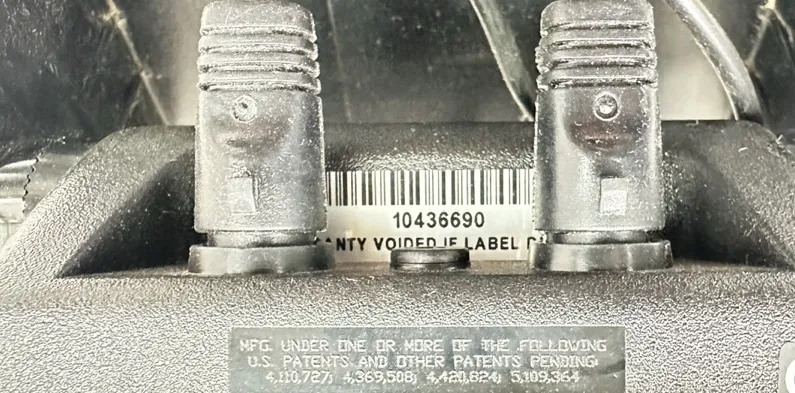 10436690
ANTY VOIDED IF LABEL D
MFG. UNDER ONE OR MORE OF THE FOLLOWING
U.S. PATENTS AND OTHER PATENTS PENDING:
4,110,727; 4,369,508; 4,420,824; 5,109,364